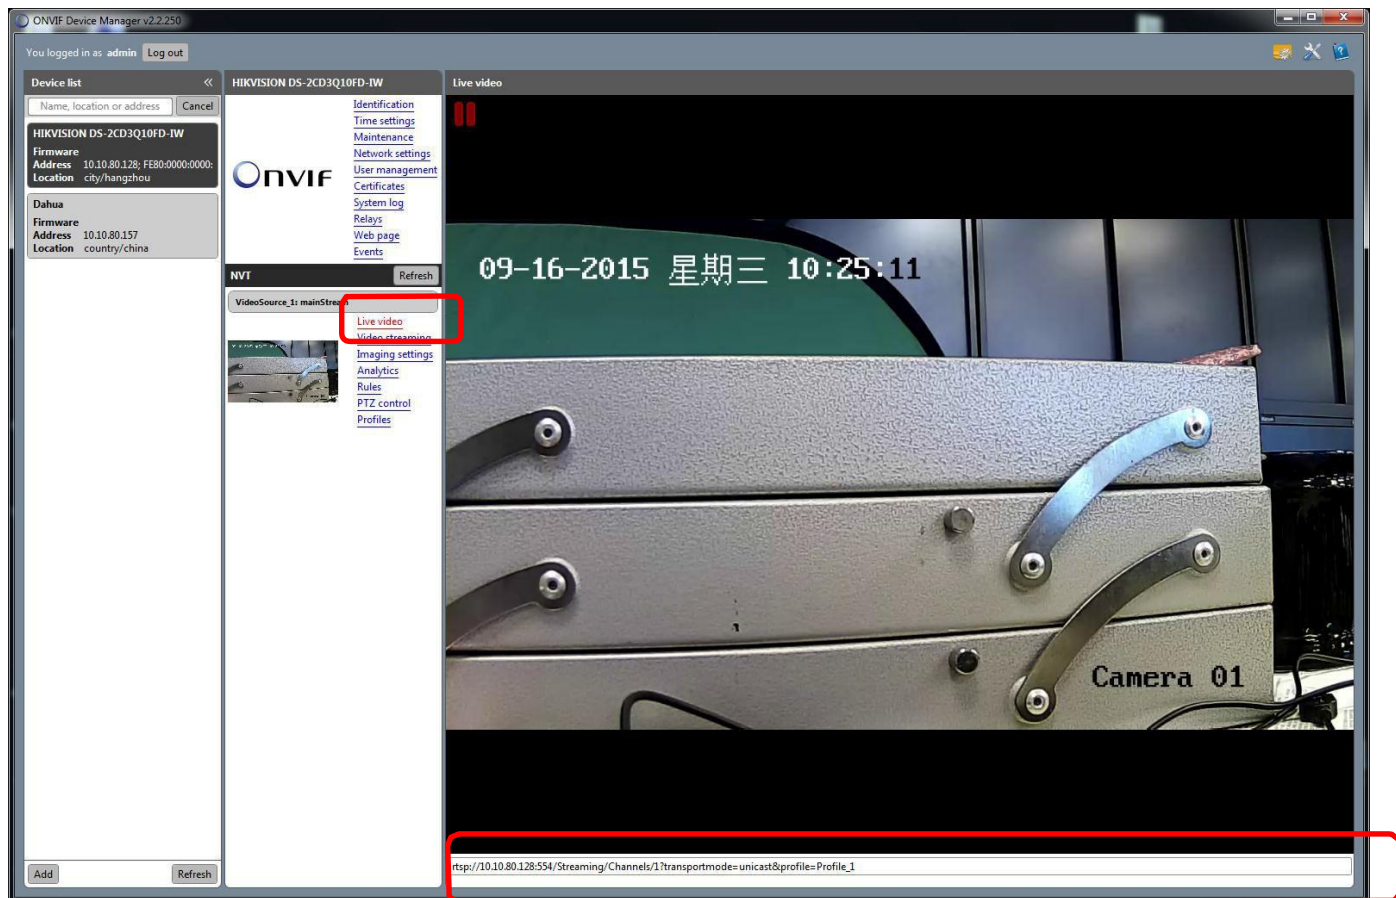 ONVIF Device Manager v2.2.250
You logged in as admin Log out
Device list «
Name, location or address Cancel
HIKVISION DS-2CD3Q10FD-IW
Firmware
Address 10.10.80.128; FE80:0000:0000:
Location city/hangzhou
Dahua
Firmware
Address 10.10.80.157
Location country/china
Add Refresh
HIKVISION DS-2CD3Q10FD-IW
ONVIF
Identification
Time settings
Maintenance
Network settings
User management
Certificates
System log
Relays
Web page
Events
NVT Refresh
VideoSource_1: mainStream
Live video
Video streaming
Imaging settings
Analytics
Rules
PTZ control
Profiles
Live video
09-16-2015 星期三 10:25:11
Camera 01
rtsp://10.10.80.128:554/Streaming/Channels/1?transportmode=unicast&profile=Profile_1